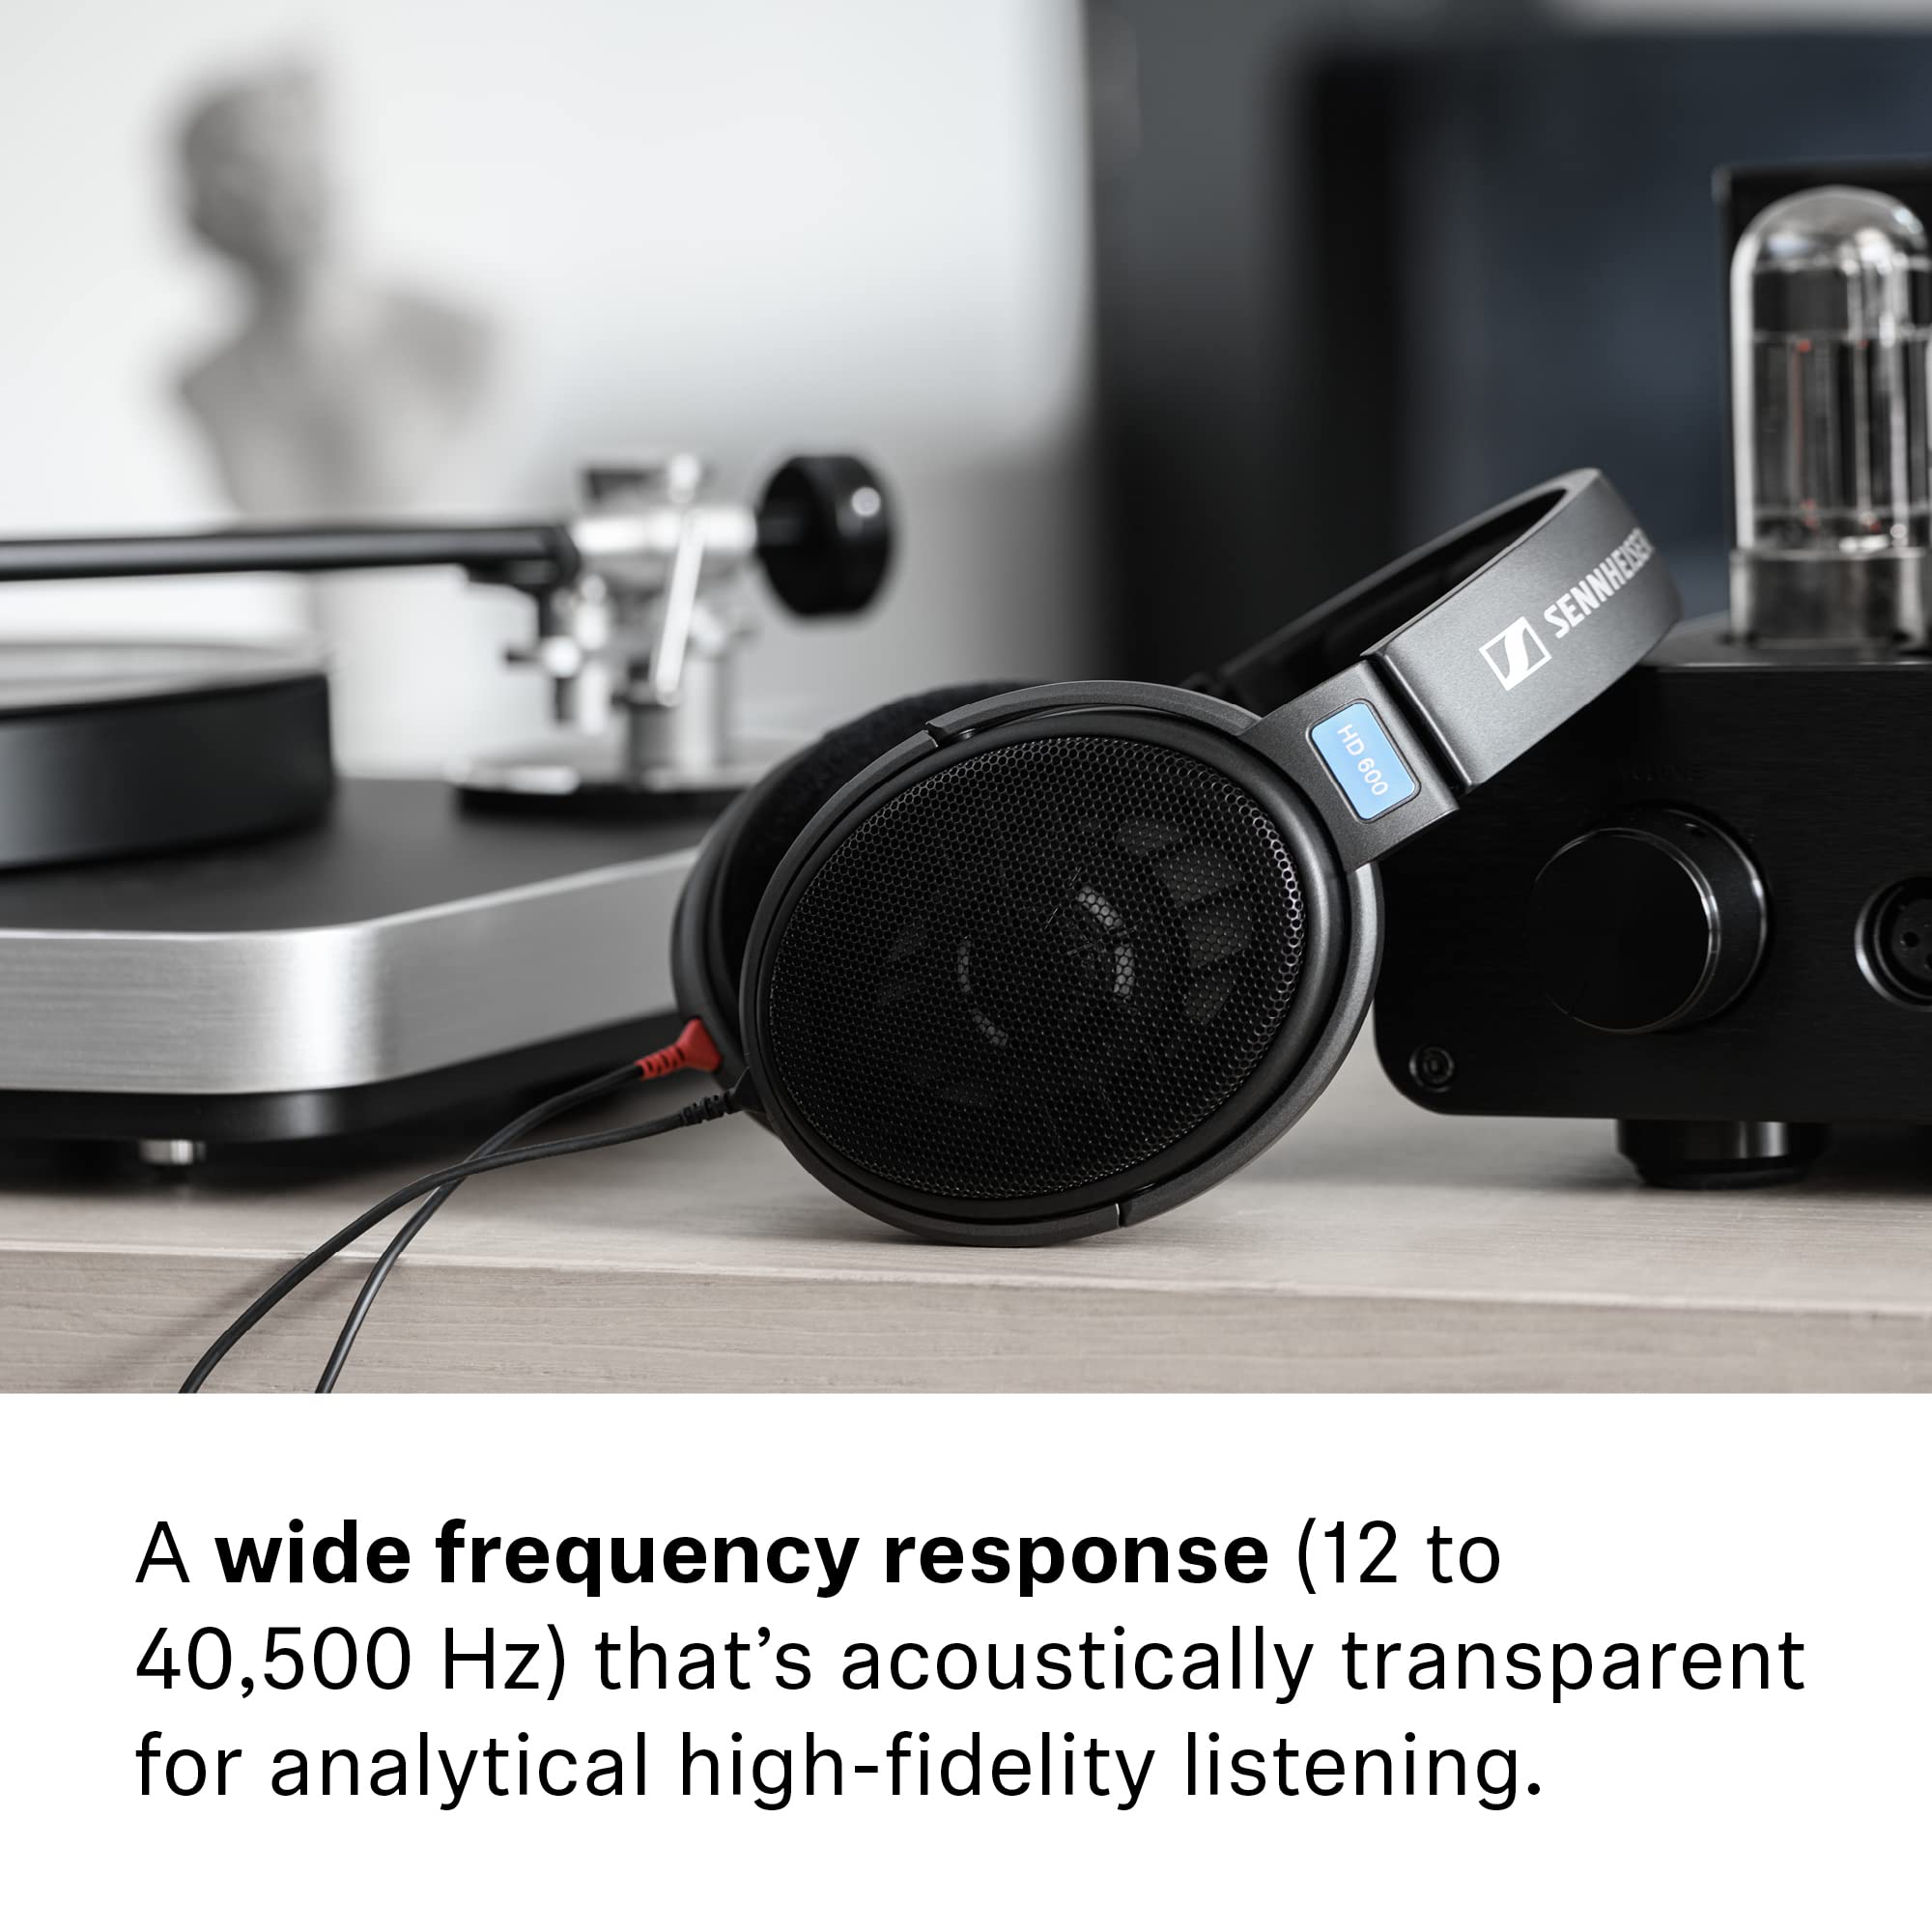 SENNHEISER
HD 600
A wide frequency response (12 to
40,500 Hz) that’s acoustically transparent
for analytical high-fidelity listening.